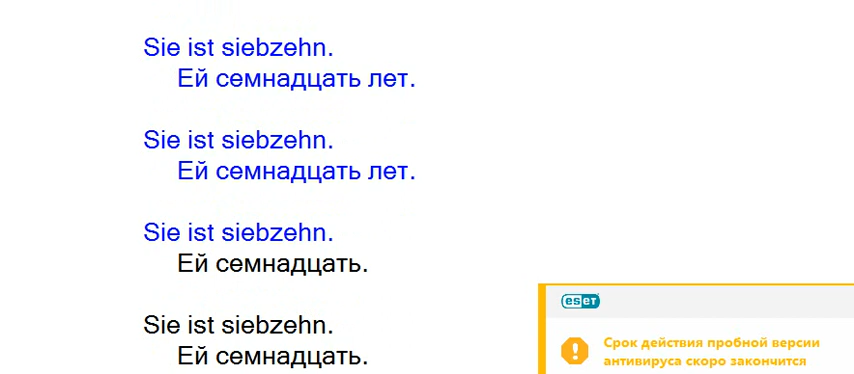 Sie ist siebzehn.
Ей семнадцать лет.
Sie ist siebzehn.
Ей семнадцать лет.
Sie ist siebzehn.
Ей семнадцать.
Sie ist siebzehn.
Ей семнадцать.
eset
Срок действия пробной версии
антивируса скоро закончится